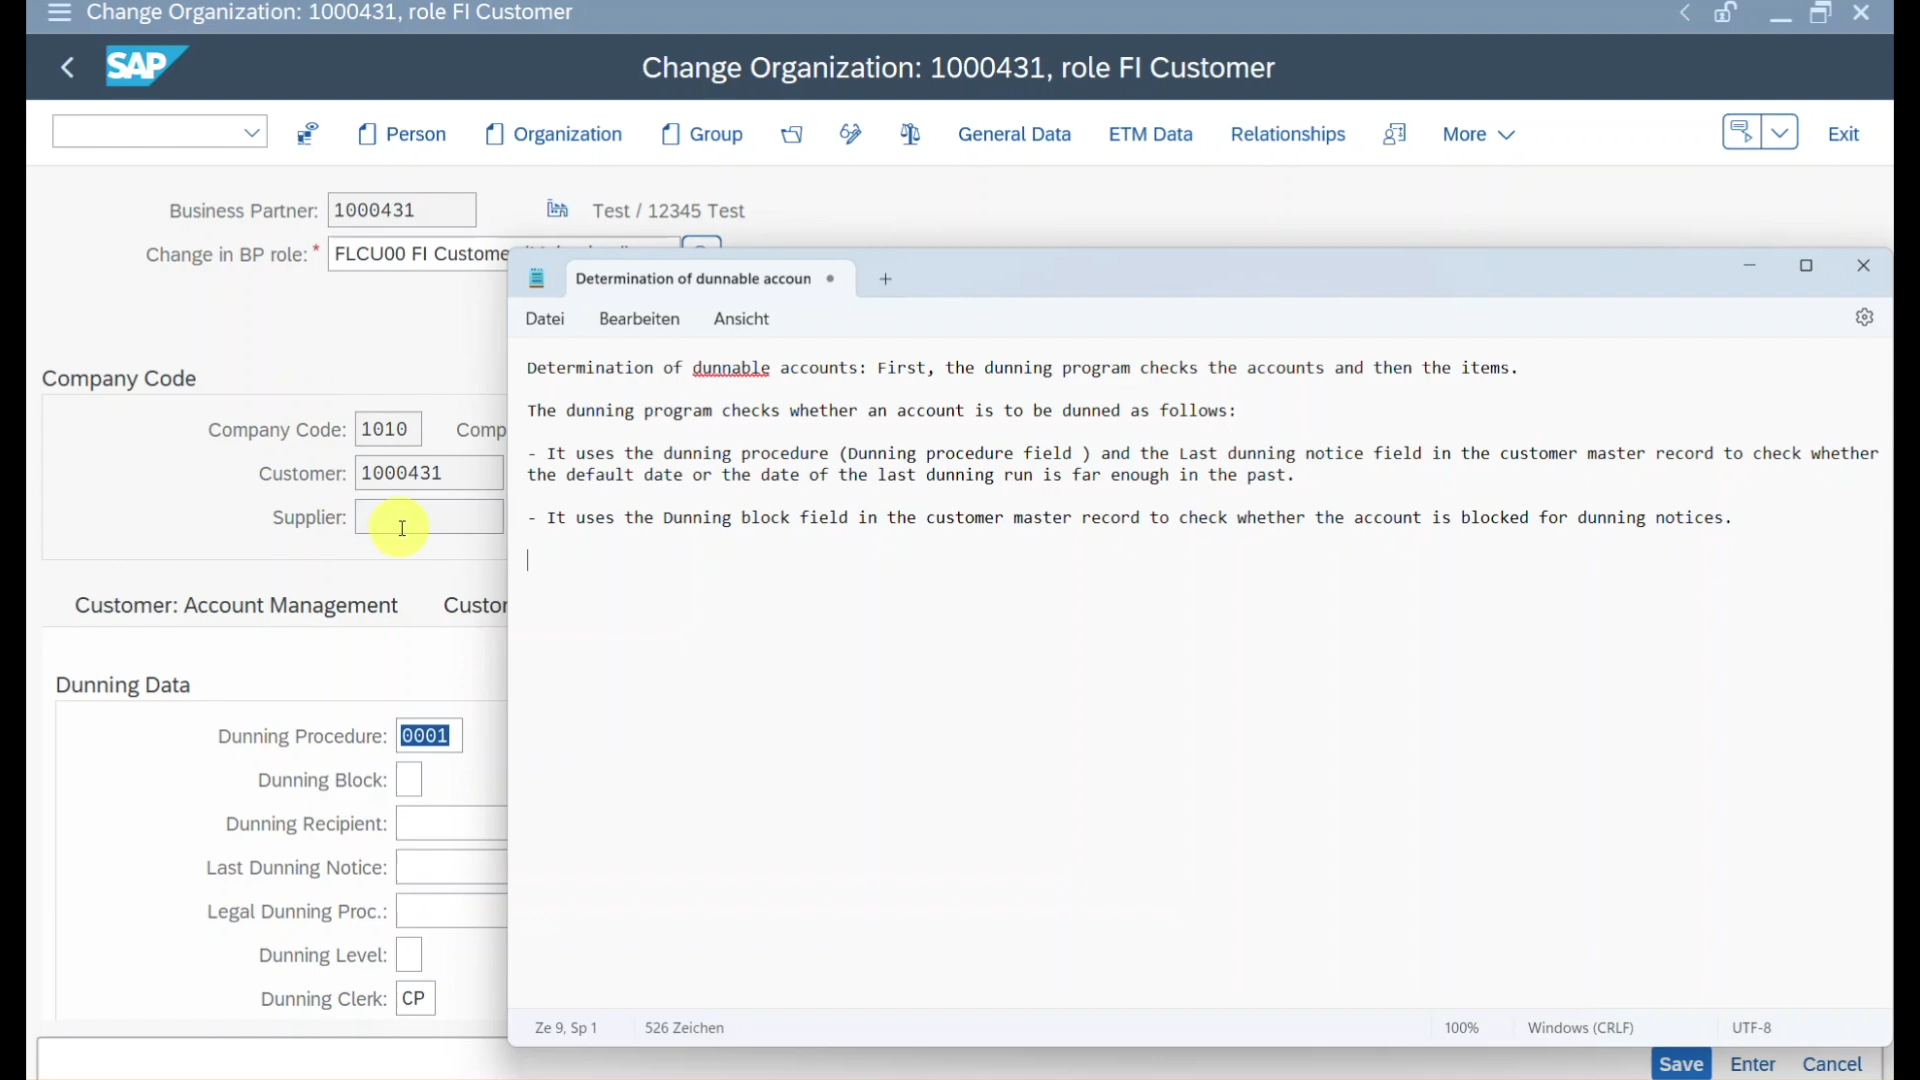 Change Organization: 1000431, role FI Customer
SAP
Change Organization: 1000431, role FI Customer
Person
Organization
Group
General Data
ETM Data
Relationships
More
Exit
Business Partner: 1000431
Test / 12345 Test
Change in BP role: * FLCU00 FI Custome
Determination of dunnable accoun
Datei
Bearbeiten
Ansicht
Determination of dunnable accounts: First, the dunning program checks the accounts and then the items.
The dunning program checks whether an account is to be dunned as follows:
- It uses the dunning procedure (Dunning procedure field ) and the Last dunning notice field in the customer master record to check whether
the default date or the date of the last dunning run is far enough in the past.
- It uses the Dunning block field in the customer master record to check whether the account is blocked for dunning notices.
Company Code
Company Code: 1010 Comp
Customer: 1000431
Supplier:
Customer: Account Management
Custor
Dunning Data
Dunning Procedure: 0001
Dunning Block:
Dunning Recipient:
Last Dunning Notice:
Legal Dunning Proc.:
Dunning Level:
Dunning Clerk: CP
Ze 9, Sp 1
526 Zeichen
100%
Windows (CRLF)
UTF-8
Save
Enter
Cancel